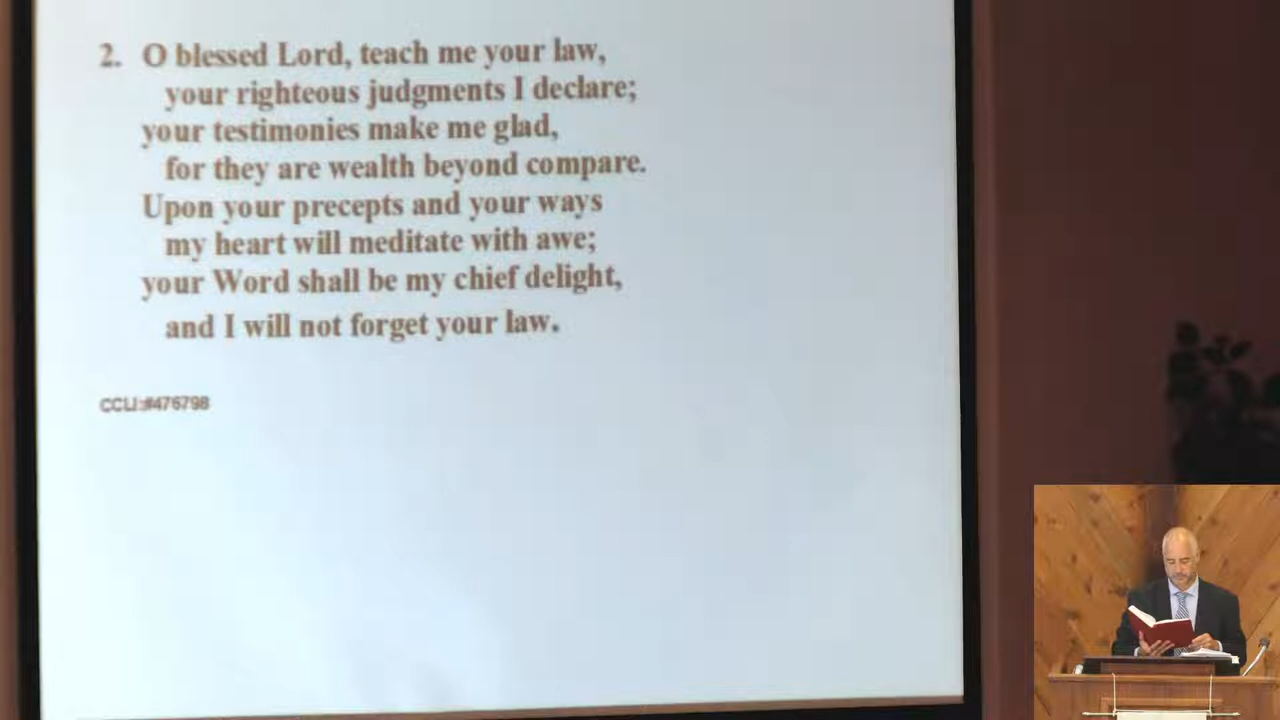 2. O blessed Lord, teach me your law,
your righteous judgments I declare;
your testimonies make me glad,
for they are wealth beyond compare.
Upon your precepts and your ways
my heart will meditate with awe;
your Word shall be my chief delight,
and I will not forget your law.
CCLI:#476798